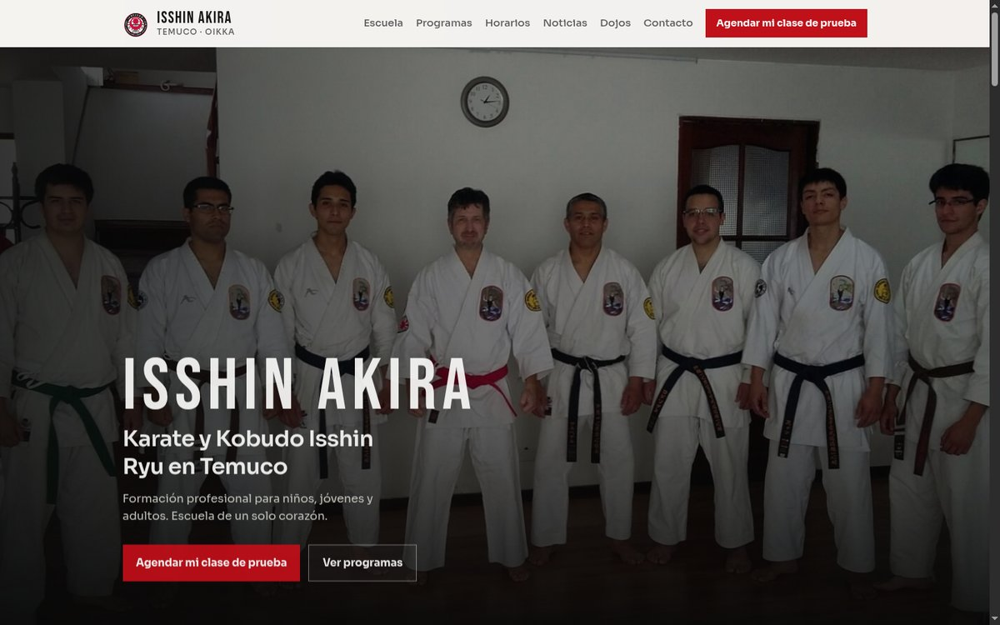 ISSHIN AKIRA
TEMUCO · OIKKA
Escuela Programas Horarios Noticias Dojos Contacto Agendar mi clase de prueba
ISSHIN AKIRA
Karate y Kobudo Isshin
Ryu en Temuco
Formación profesional para niños, jóvenes y
adultos. Escuela de un solo corazón.
Agendar mi clase de prueba Ver programas